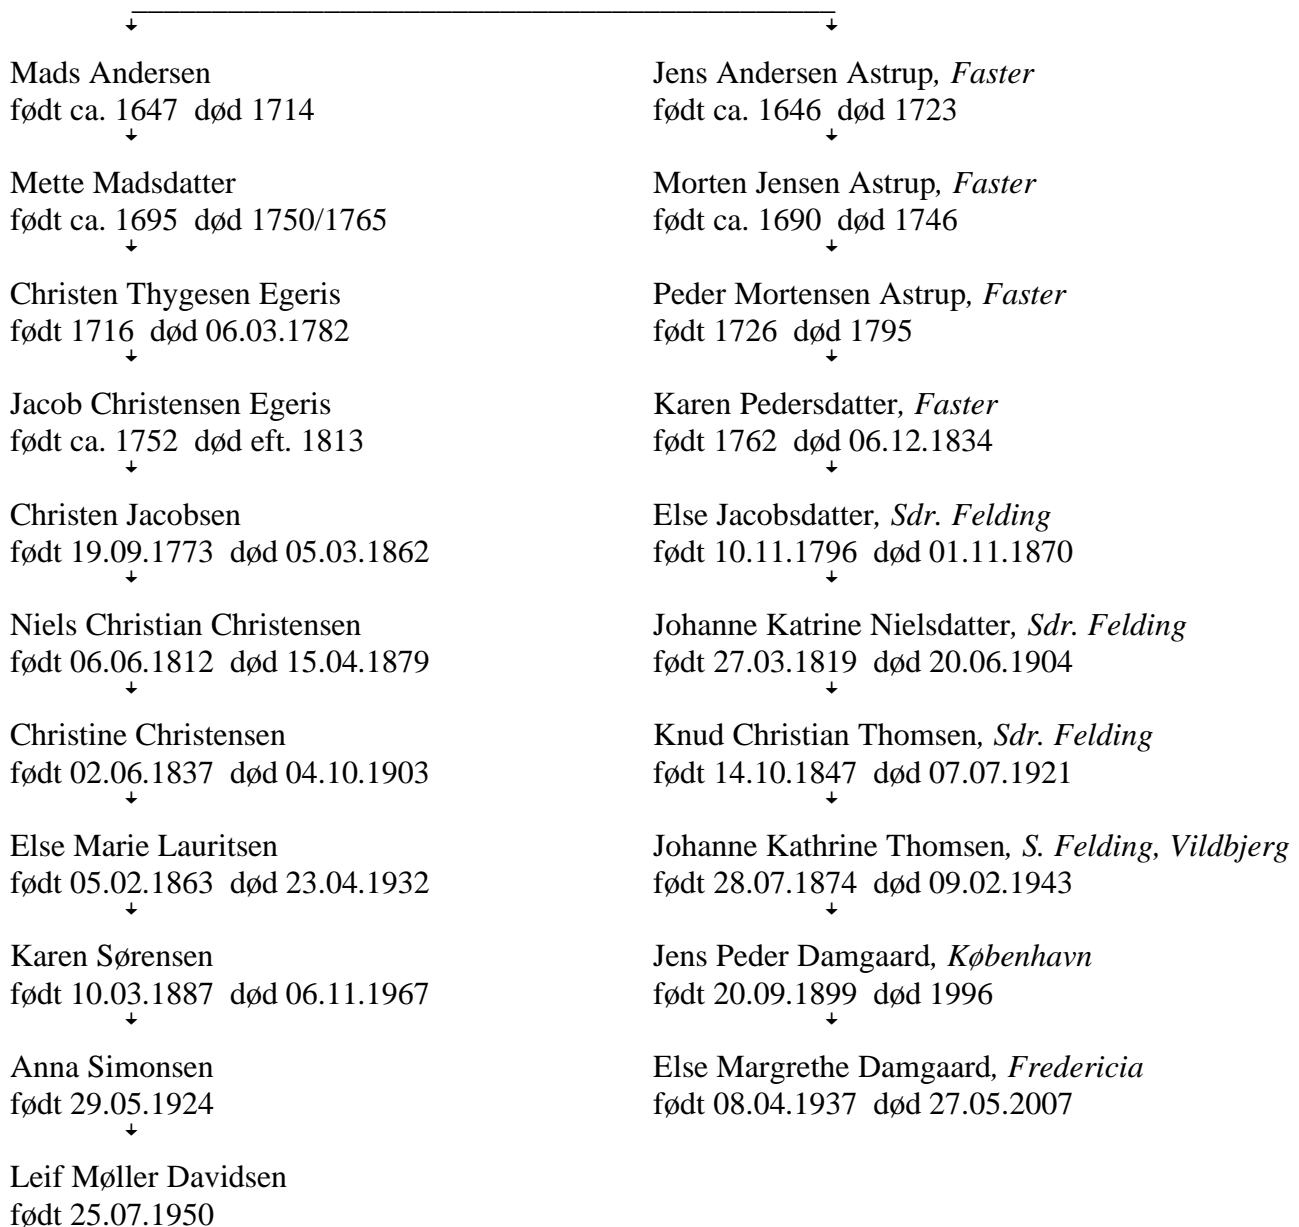 Mads Andersen
født ca. 1647  død 1714
Mette Madsdatter
født ca. 1695  død 1750/1765
Christen Thygesen Egeris
født 1716  død 06.03.1782
Jacob Christensen Egeris
født ca. 1752  død eft. 1813
Christen Jacobsen
født 19.09.1773  død 05.03.1862
Niels Christian Christensen
født 06.06.1812  død 15.04.1879
Christine Christensen
født 02.06.1837  død 04.10.1903
Else Marie Lauritsen
født 05.02.1863  død 23.04.1932
Karen Sørensen
født 10.03.1887  død 06.11.1967
Anna Simonsen
født 29.05.1924
Leif Møller Davidsen
født 25.07.1950
Jens Andersen Astrup, Faster
født ca. 1646  død 1723
Morten Jensen Astrup, Faster
født ca. 1690  død 1746
Peder Mortensen Astrup, Faster
født 1726  død 1795
Karen Pedersdatter, Faster
født 1762  død 06.12.1834
Else Jacobsdatter, Sdr. Felding
født 10.11.1796  død 01.11.1870
Johanne Katrine Nielsdatter, Sdr. Felding
født 27.03.1819  død 20.06.1904
Knud Christian Thomsen, Sdr. Felding
født 14.10.1847  død 07.07.1921
Johanne Kathrine Thomsen, S. Felding, Vildbjerg
født 28.07.1874  død 09.02.1943
Jens Peder Damgaard, København
født 20.09.1899  død 1996
Else Margrethe Damgaard, Fredericia
født 08.04.1937  død 27.05.2007